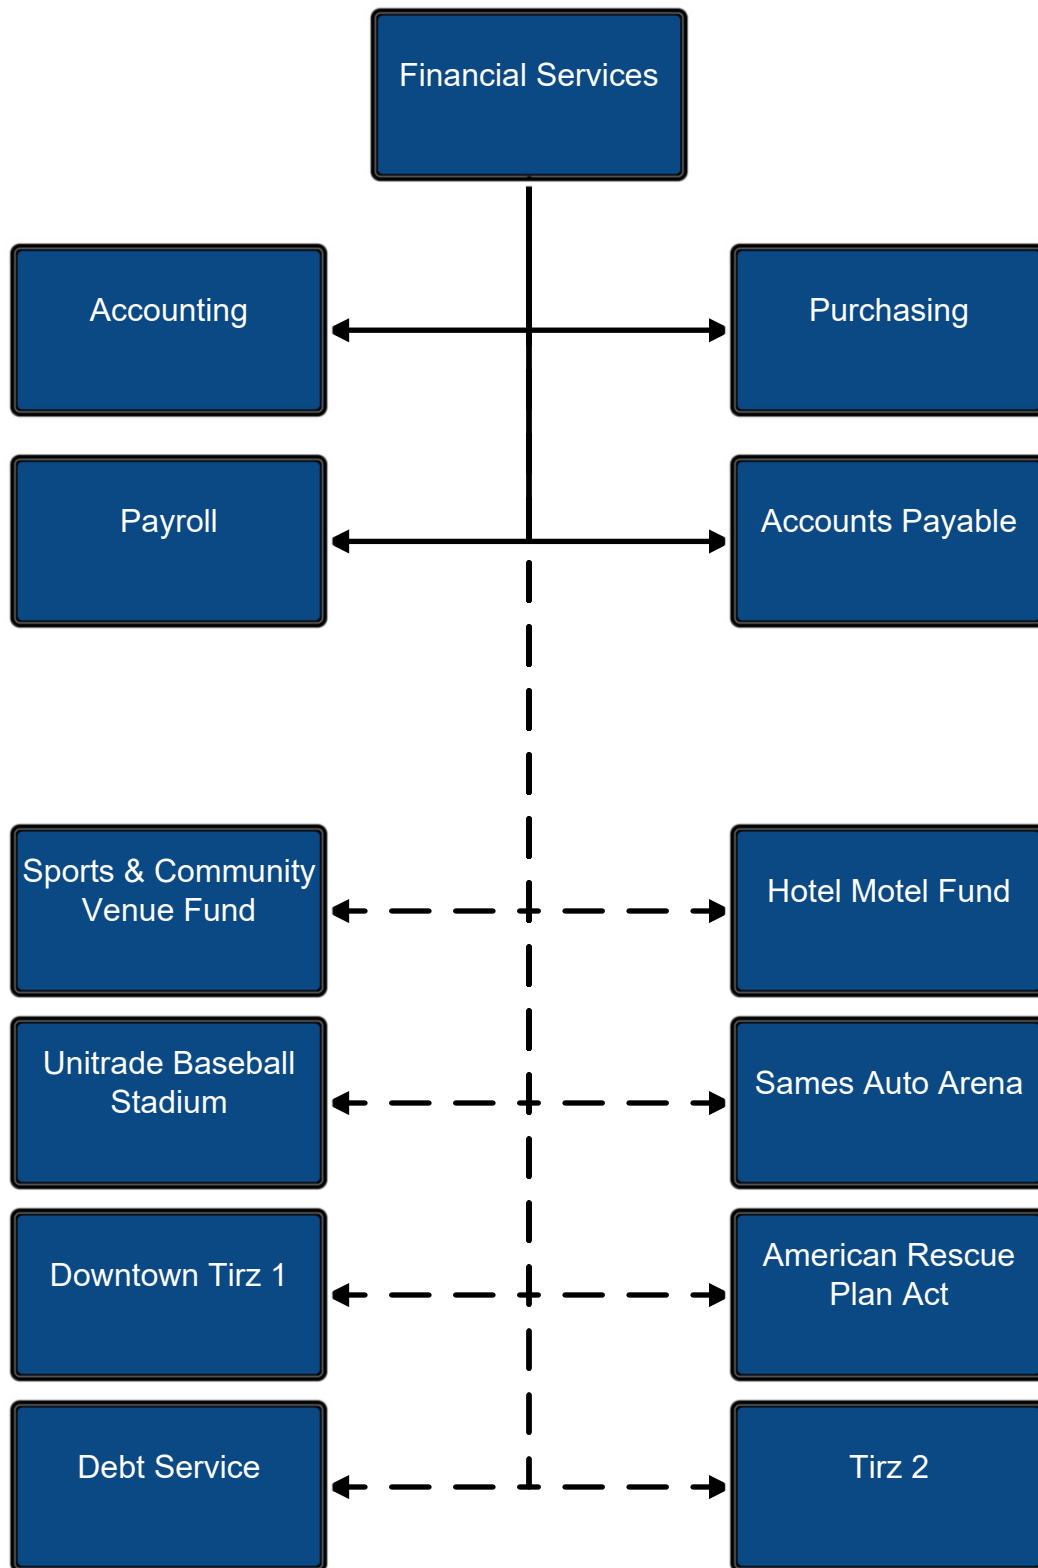 Financial Services
Accounting
Purchasing
Payroll
Accounts Payable
Sports & Community
Venue Fund
Hotel Motel Fund
Unitrade Baseball
Stadium
Sames Auto Arena
Downtown Tirz 1
American Rescue
Plan Act
Debt Service
Tirz 2